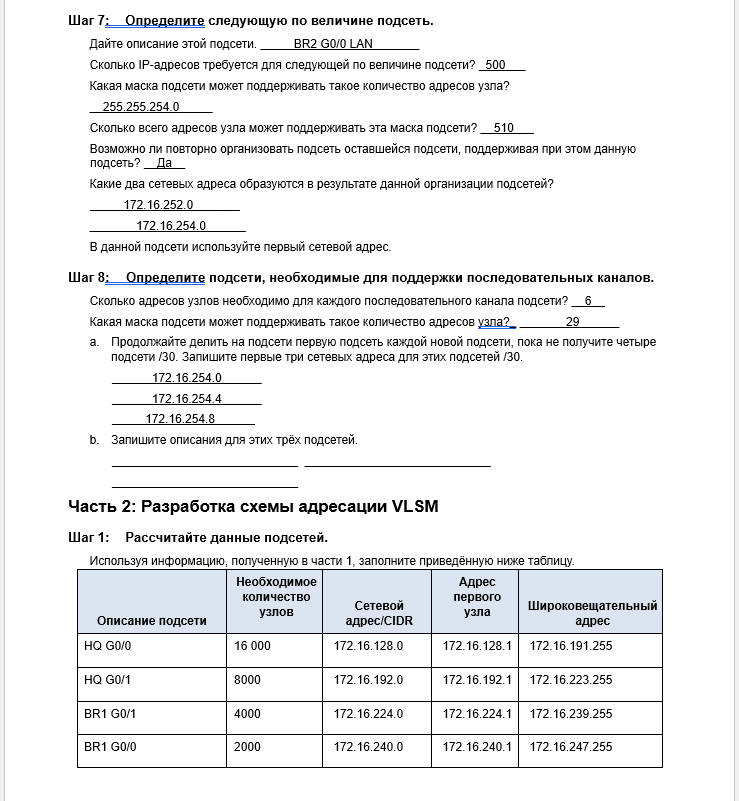 Шаг 7: Определите следующую по величине подсеть.
Дайте описание этой подсети. BR2 G0/0 LAN
Сколько IP-адресов требуется для следующей по величине подсети? 500
Какая маска подсети может поддерживать такое количество адресов узла?
255.255.254.0
Сколько всего адресов узла может поддерживать эта маска подсети? 510
Возможно ли повторно организовать подсеть оставшейся подсети, поддерживая при этом данную
подсеть? Да
Какие два сетевых адреса образуются в результате данной организации подсетей?
172.16.252.0
172.16.254.0
В данной подсети используйте первый сетевой адрес.
Шаг 8: Определите подсети, необходимые для поддержки последовательных каналов.
Сколько адресов узлов необходимо для каждого последовательного канала подсети? 6
Какая маска подсети может поддерживать такое количество адресов узла? 29
a. Продолжайте делить на подсети первую подсеть каждой новой подсети, пока не получите четыре
подсети /30. Запишите первые три сетевых адреса для этих подсетей /30.
172.16.254.0
172.16.254.4
172.16.254.8
b. Запишите описания для этих трёх подсетей.
Часть 2: Разработка схемы адресации VLSM
Шаг 1: Рассчитайте данные подсетей.
Используя информацию, полученную в части 1, заполните приведённую ниже таблицу.
Описание подсети Необходимое количество узлов Сетевой адрес/CIDR Адрес первого узла Широковещательный адрес
HQ G0/0 16 000 172.16.128.0 172.16.128.1 172.16.191.255
HQ G0/1 8000 172.16.192.0 172.16.192.1 172.16.223.255
BR1 G0/1 4000 172.16.224.0 172.16.224.1 172.16.239.255
BR1 G0/0 2000 172.16.240.0 172.16.240.1 172.16.247.255